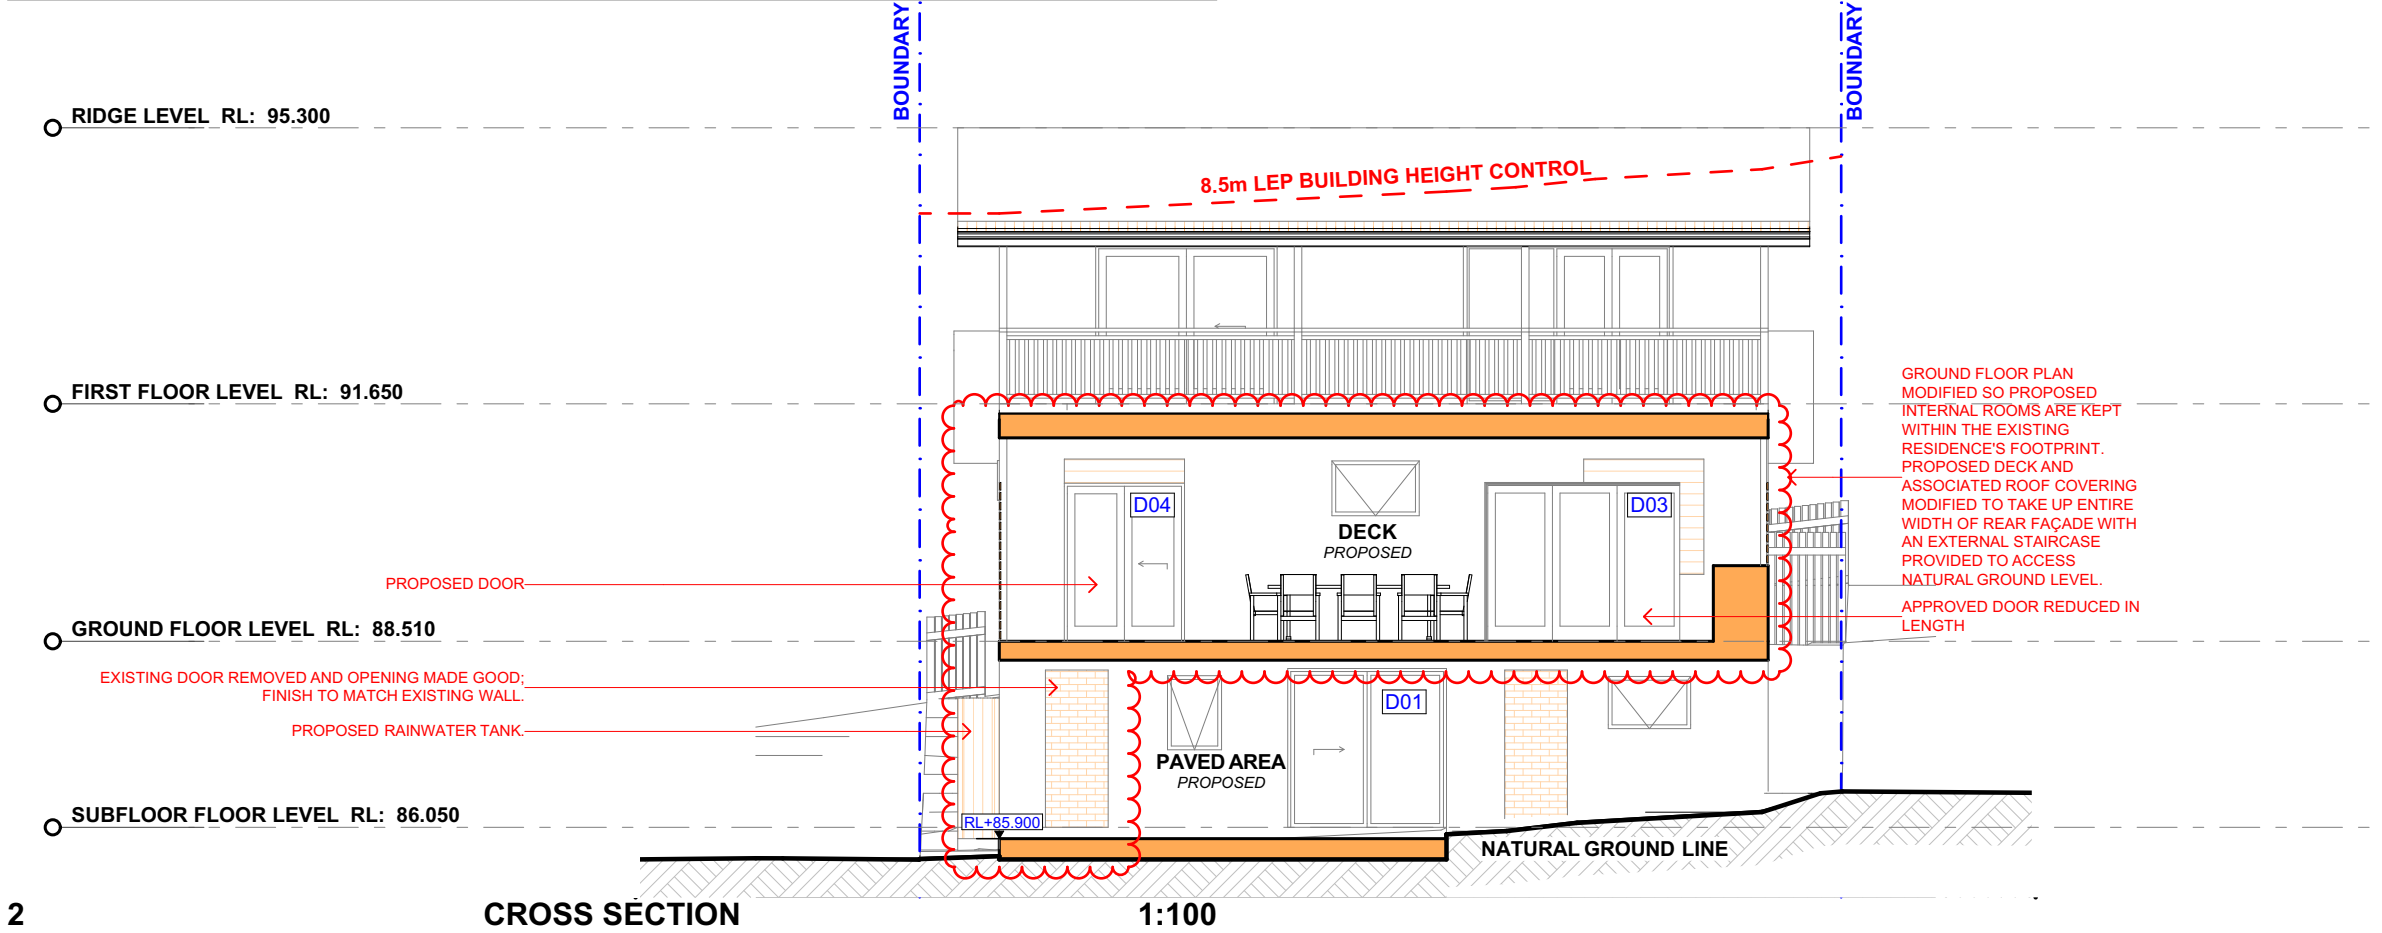 BOUNDARY
BOUNDARY
RIDGE LEVEL RL: 95.300
8.5m LEP BUILDING HEIGHT CONTROL
FIRST FLOOR LEVEL RL: 91.650
GROUND FLOOR PLAN
MODIFIED SO PROPOSED
INTERNAL ROOMS ARE KEPT
WITHIN THE EXISTING
RESIDENCE'S FOOTPRINT.
PROPOSED DECK AND
ASSOCIATED ROOF COVERING
MODIFIED TO TAKE UP ENTIRE
WIDTH OF REAR FAÇADE WITH
AN EXTERNAL STAIRCASE
PROVIDED TO ACCESS
NATURAL GROUND LEVEL.
D04
D03
DECK
PROPOSED
PROPOSED DOOR
APPROVED DOOR REDUCED IN
LENGTH
GROUND FLOOR LEVEL RL: 88.510
EXISTING DOOR REMOVED AND OPENING MADE GOOD;
FINISH TO MATCH EXISTING WALL.
D01
PROPOSED RAINWATER TANK.
PAVED AREA
PROPOSED
SUBFLOOR FLOOR LEVEL RL: 86.050
RL+85.900
NATURAL GROUND LINE
2 CROSS SECTION 1:100